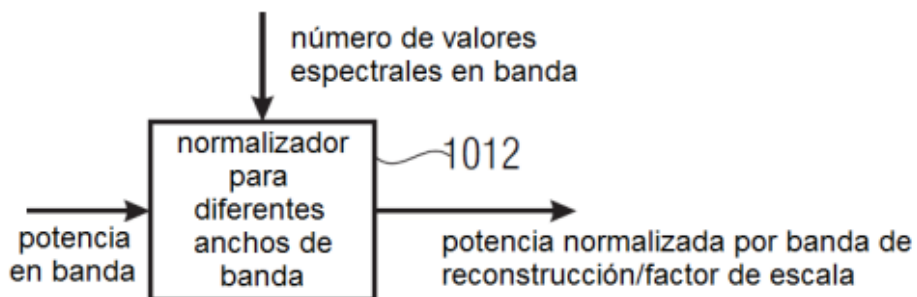 número de valores
espectrales en banda
normalizador
para
diferentes
anchos de
banda
1012
potencia
en banda
potencia normalizada por banda de
reconstrucción/factor de escala